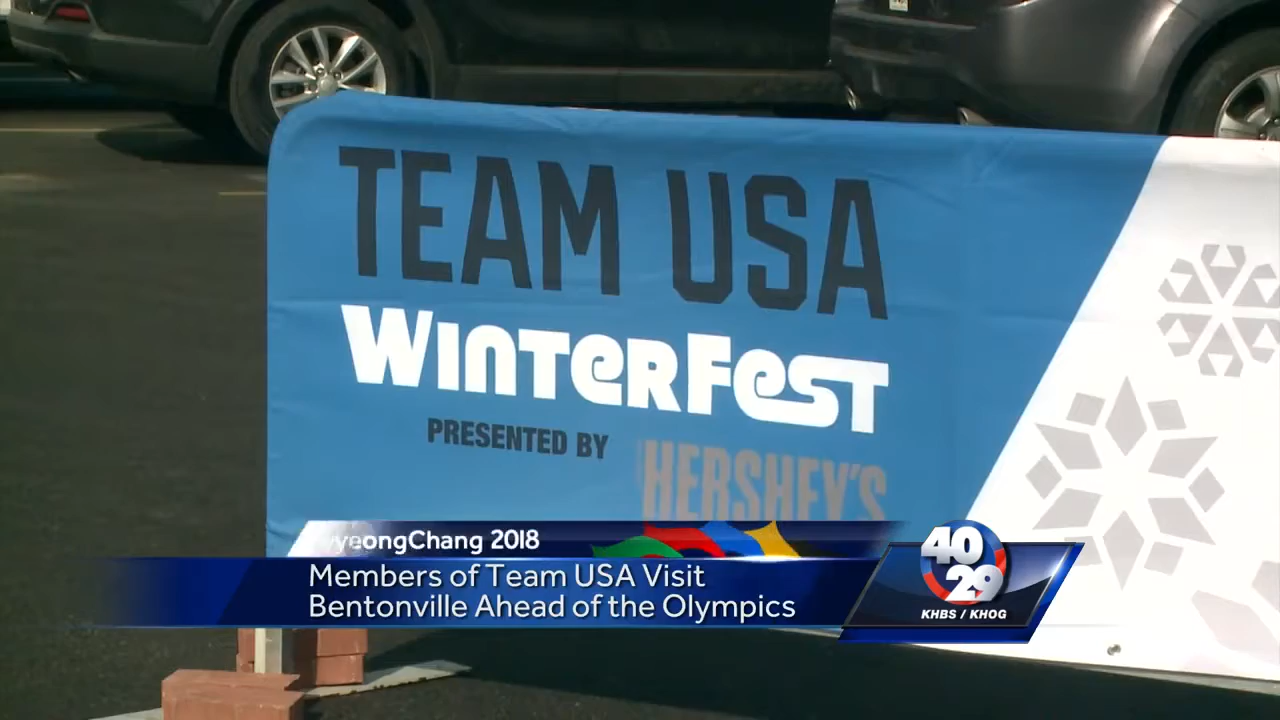 TEAM USA
WINTERFEST
PRESENTED BY HERSHEY'S
PyeongChang 2018
Members of Team USA Visit
Bentonville Ahead of the Olympics
40
29
KHBS / KHOG